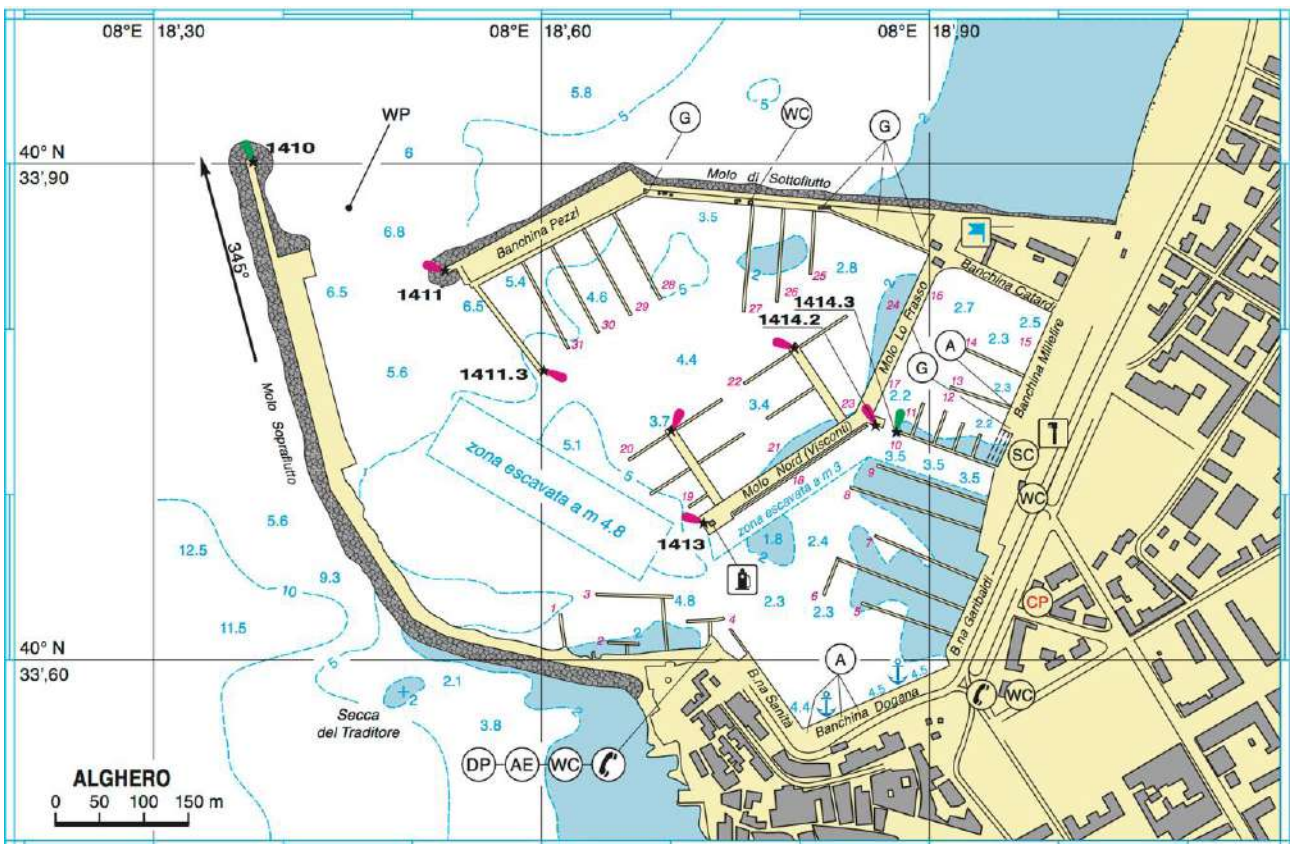 08°E 18',30
08°E 18',60
08°E 18',90
40° N
33',90
WP
1410
345°
Molo Sopraflutto
6
5.8
5
5
2
G
WC
G
Molo di Sottoflutto
Banchina Pezzi
1411
6.8
6.5
6.5
5.4
4.6
5
3.5
2
2.8
28
29
30
31
25
26
27
1411.3
1414.3
1414.2
24
Molo Lo Frasso
16
Banchina Catardi
2.7
2.3
2.5
15
14
A
2.3
13
12
G
Banchina Millelire
17
2.2
11
2.2
10
23
22
4.4
3.4
3.7
20
21
5.6
5.1
5
zona escavata a m 4.8
Molo Nord (Visconti)
18
19
zona escavata a m 3
1413
3.5
3.5
3.5
9
8
7
6
5
SC
WC
1.8
2
2.4
2.3
2.3
B.na Garibaldi
CP
5.6
12.5
10
9.3
11.5
5
1
3
4.8
2
2
4
40° N
33',60
2.1
2
Secca
del Traditore
3.8
B.na Sanità
A
4.4
4.5
4.5
Banchina Dogana
WC
DP
AE
WC
ALGHERO
0 50 100 150 m